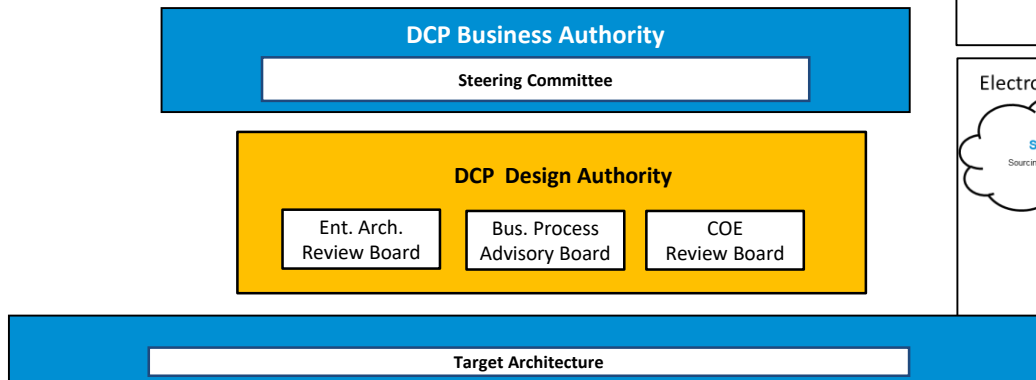 DCP Business Authority
Steering Committee
DCP Design Authority
Ent. Arch.
Review Board
Bus. Process
Advisory Board
COE
Review Board
Target Architecture